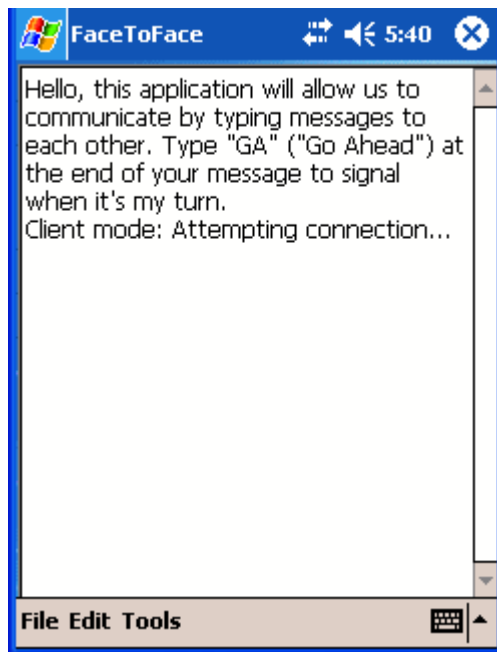 FaceToFace 5:40
Hello, this application will allow us to
communicate by typing messages to
each other. Type "GA" ("Go Ahead") at
the end of your message to signal
when it's my turn.
Client mode: Attempting connection...
File Edit Tools